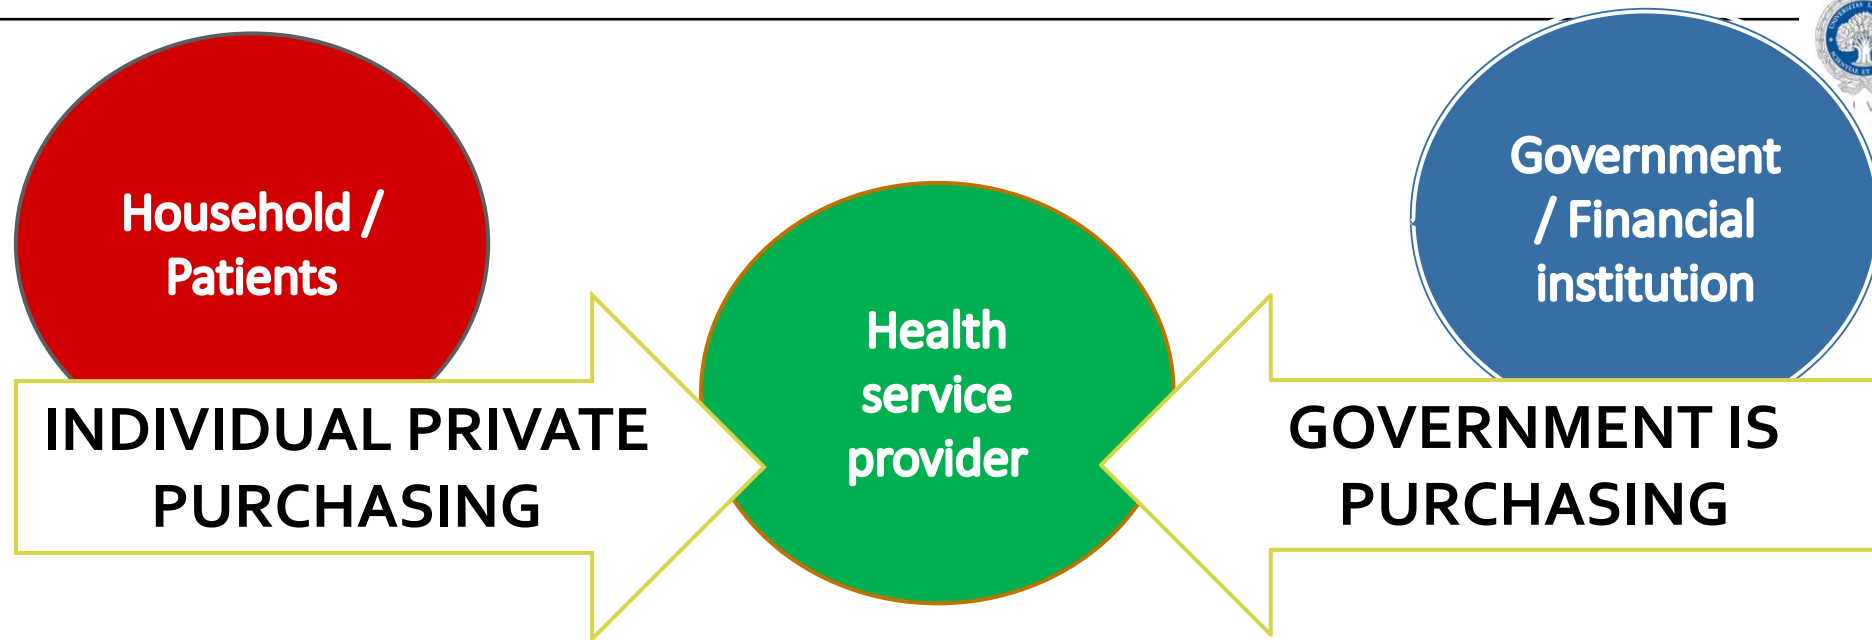 Household /
Patients
Government
/ Financial
institution
Health
service
provider
INDIVIDUAL PRIVATE
PURCHASING
GOVERNMENT IS
PURCHASING